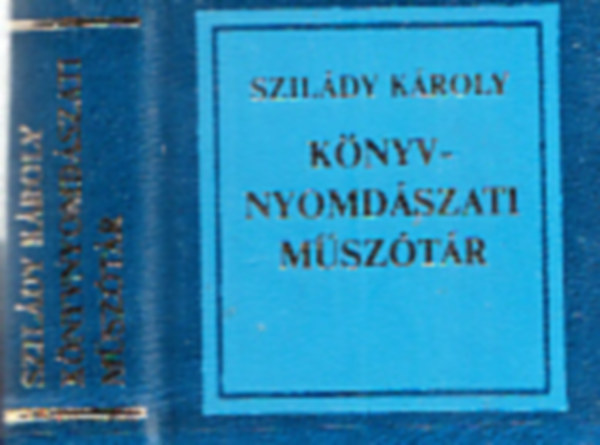 SZILÁDY KÁROLY
KÖNYVNYOMDÁSZATI
MŰSZÓTÁR
SZILÁDY KÁROLY
KÖNYV-
NYOMDÁSZATI
MŰSZÓTÁR